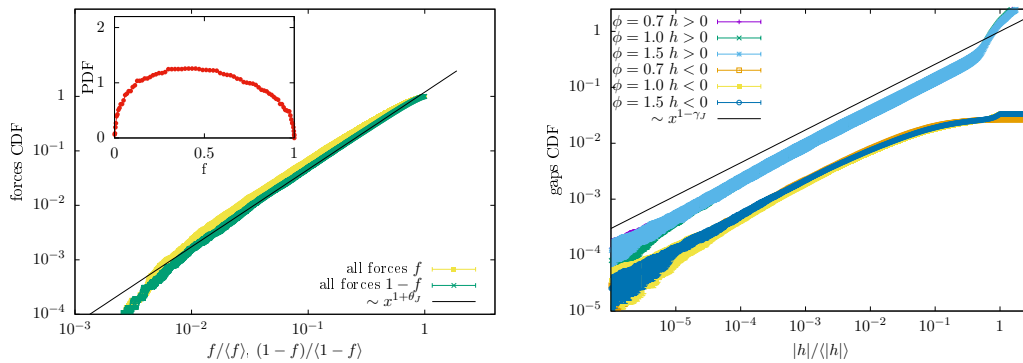 2
1
0
0
0.5
1
PDF
f
1
10⁻¹
10⁻²
10⁻³
10⁻⁴
forces CDF
10⁻³
10⁻²
10⁻¹
1
f/⟨f⟩, (1 − f)/⟨1 − f⟩
all forces f
all forces 1 − f
∼ x^{1+θ_J}
ϕ = 0.7 h > 0
ϕ = 1.0 h > 0
ϕ = 1.5 h > 0
ϕ = 0.7 h < 0
ϕ = 1.0 h < 0
ϕ = 1.5 h < 0
∼ x^{1−γ_J}
1
10⁻¹
10⁻²
10⁻³
10⁻⁴
10⁻⁵
gaps CDF
10⁻⁵
10⁻⁴
10⁻³
10⁻²
10⁻¹
1
|h|/⟨|h|⟩